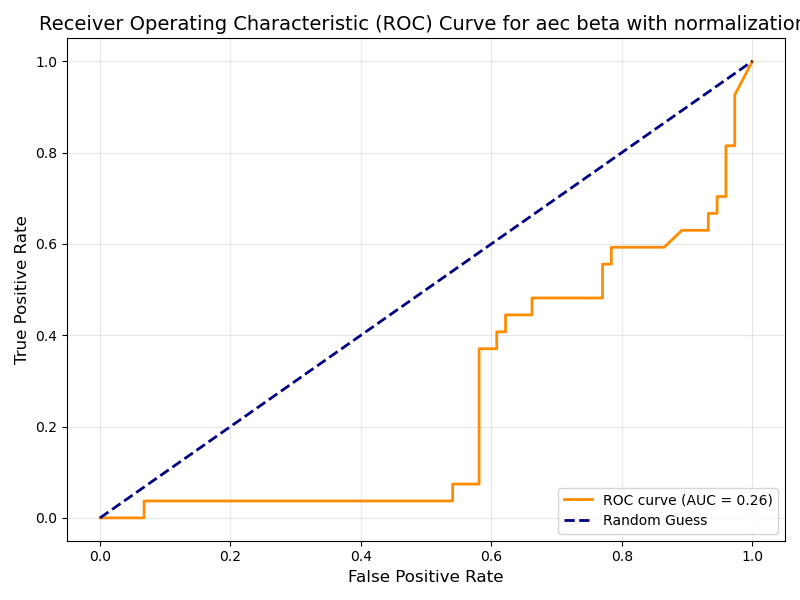 Receiver Operating Characteristic (ROC) Curve for aec beta with normalization
True Positive Rate
1.0
0.8
0.6
0.4
0.2
0.0
ROC curve (AUC = 0.26)
Random Guess
0.0 0.2 0.4 0.6 0.8 1.0
False Positive Rate